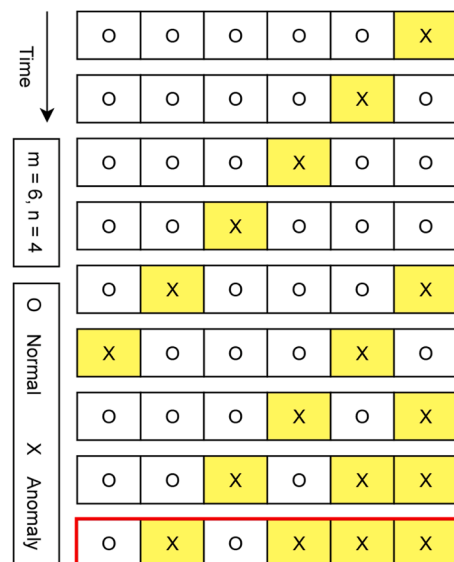 Time
m = 6, n = 4
O Normal X Anomaly
O O O O O X
O O O O X O
O O O X O O
O O X O O O
O X O O O X
X O O O X O
O O O X O X
O O X O X X
O X O X X X